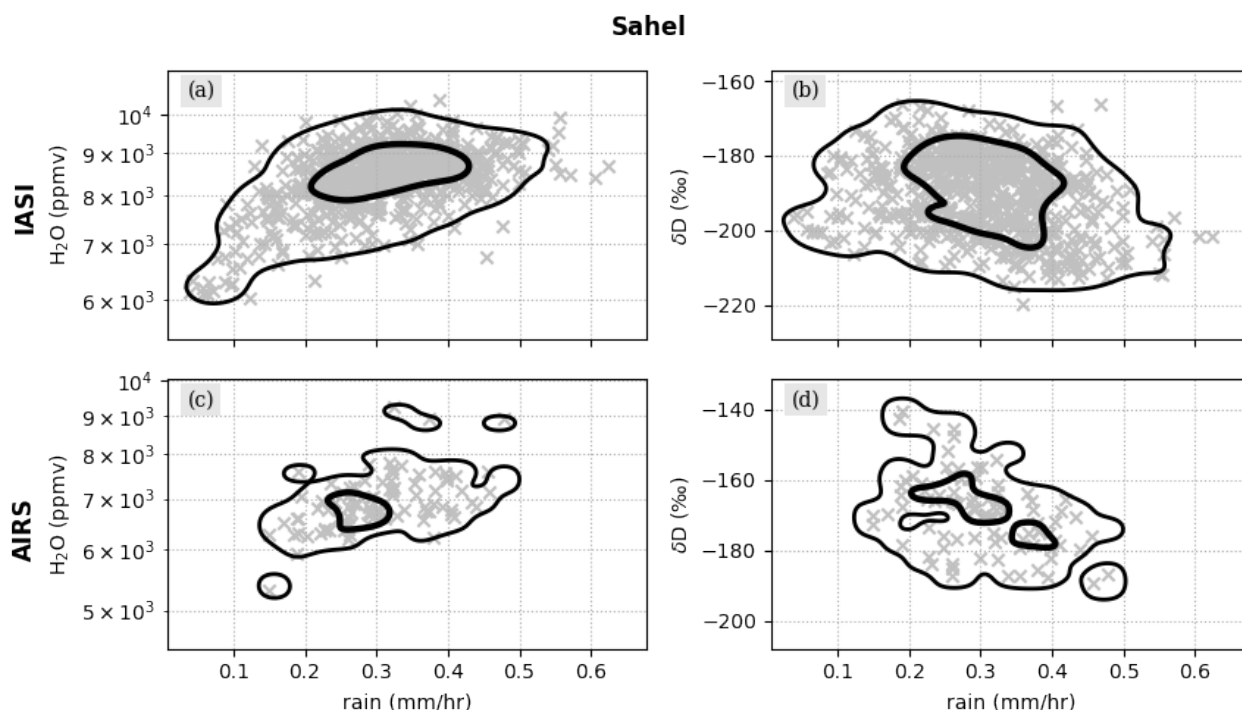 Sahel
IASI
H₂O (ppmv)
(a)
10⁴
9 × 10³
8 × 10³
7 × 10³
6 × 10³
δD (‰)
(b)
−160
−180
−200
−220
AIRS
H₂O (ppmv)
(c)
10⁴
9 × 10³
8 × 10³
7 × 10³
6 × 10³
5 × 10³
0.1 0.2 0.3 0.4 0.5 0.6
rain (mm/hr)
δD (‰)
(d)
−140
−160
−180
−200
0.1 0.2 0.3 0.4 0.5 0.6
rain (mm/hr)